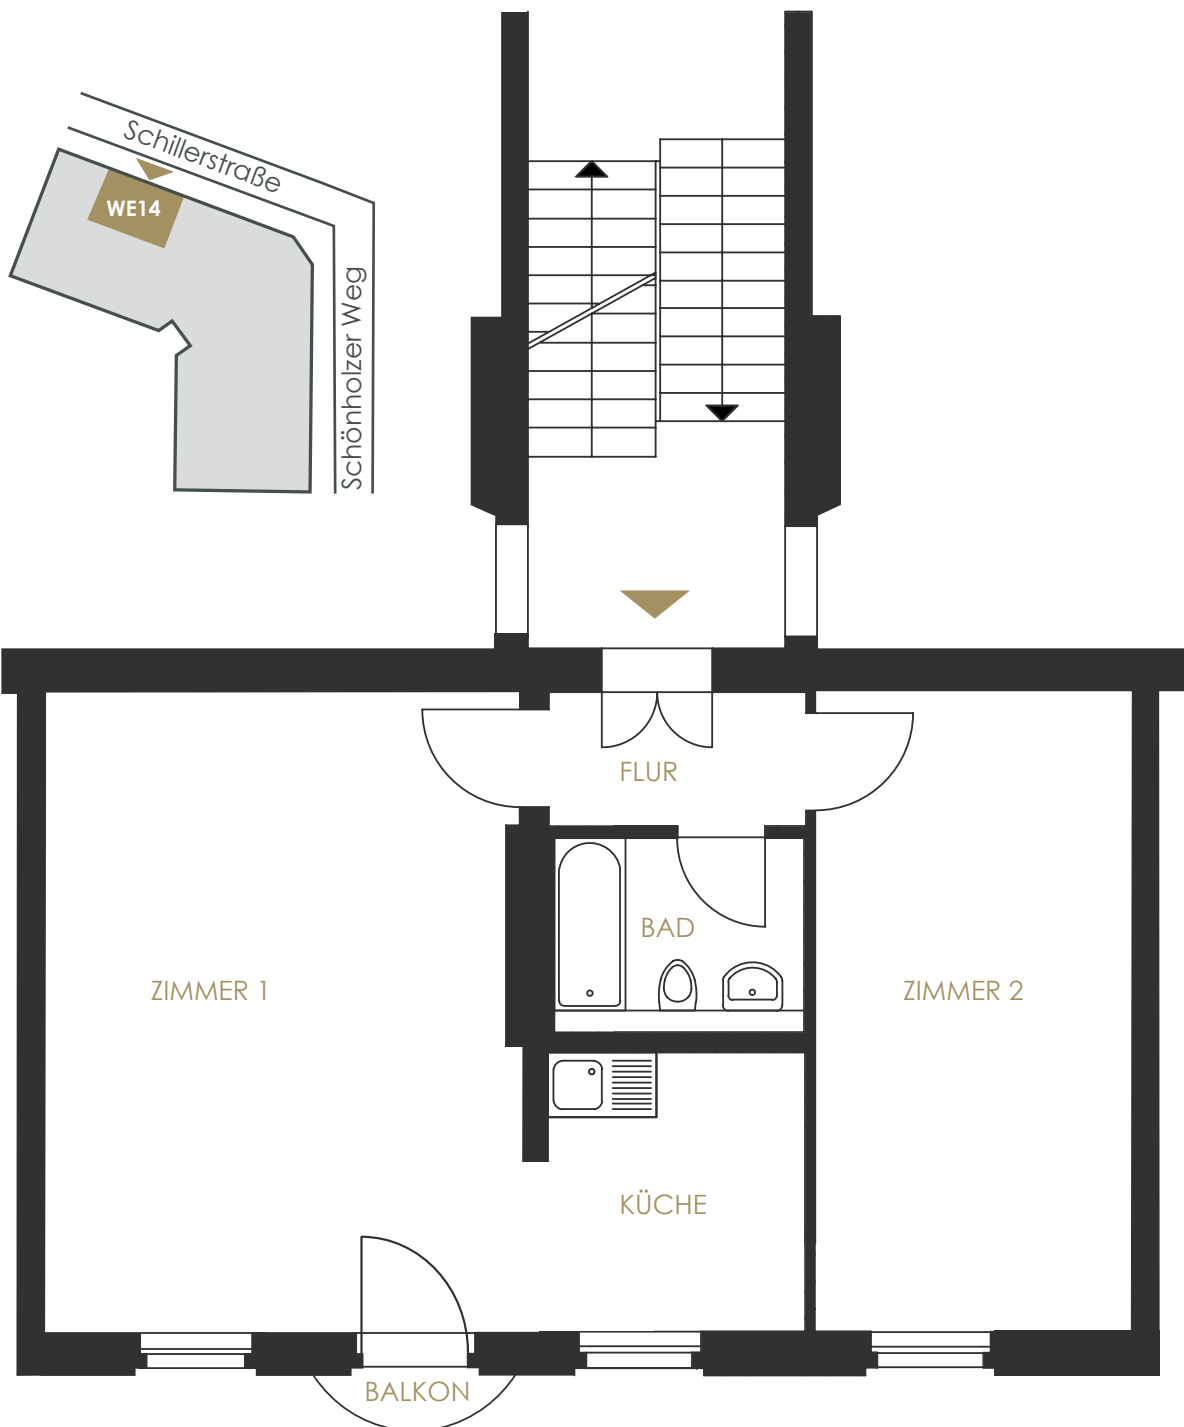 Schillerstraße
WE14
Schönholzer Weg
FLUR
BAD
ZIMMER 1
ZIMMER 2
KÜCHE
BALKON